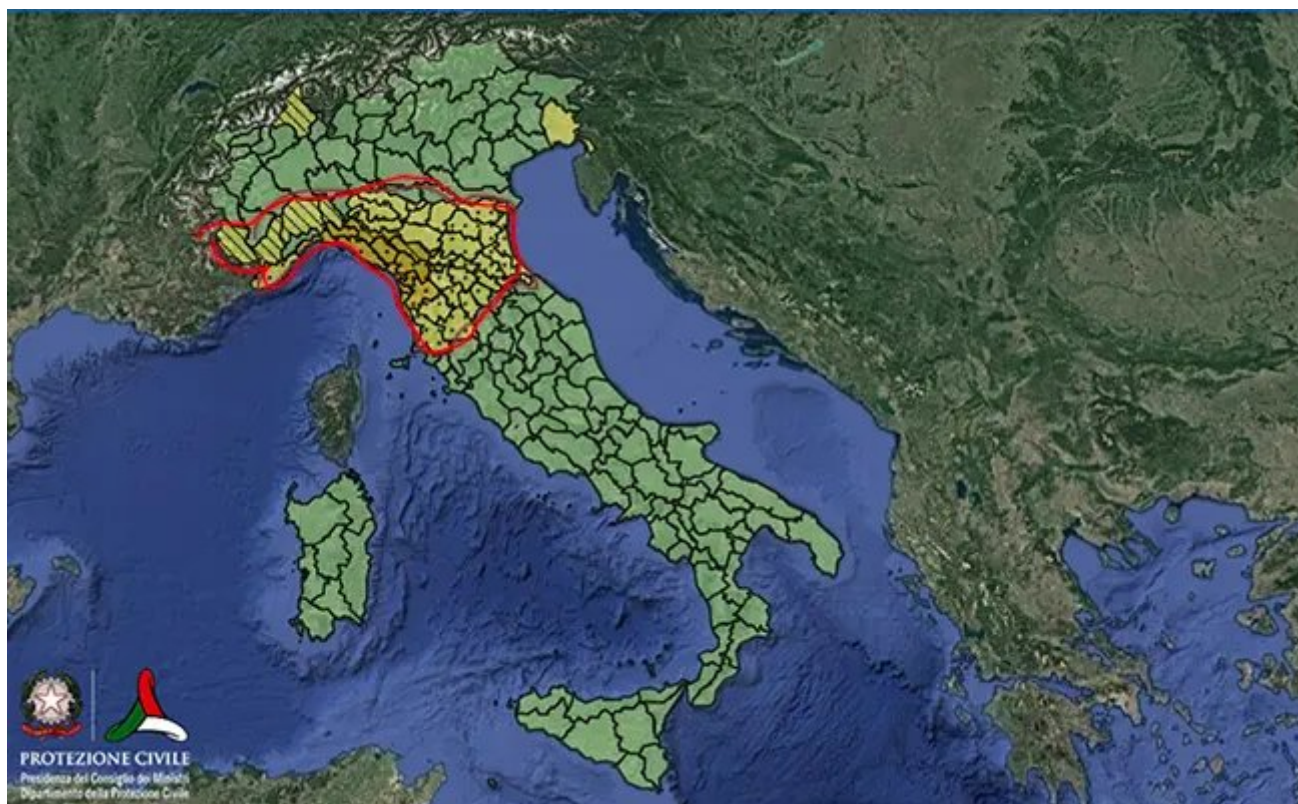 PROTEZIONE CIVILE
Presidenza del Consiglio dei Ministri
Dipartimento della Protezione Civile